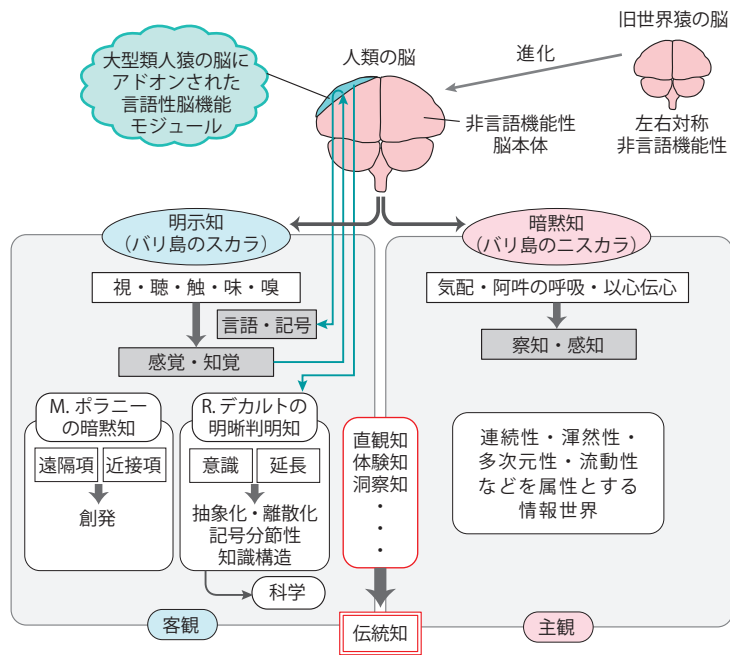 大型類人猿の脳に
アドオンされた
言語性脳機能
モジュール
人類の脳
進化
旧世界猿の脳
非言語機能性
脳本体
左右対称
非言語機能性
明示知
(バリ島のスカラ)
暗黙知
(バリ島のニスカラ)
視・聴・触・味・嗅
言語・記号
感覚・知覚
気配・阿吽の呼吸・以心伝心
察知・感知
M. ポラニー
の暗黙知
遠隔項
近接項
創発
R. デカルトの
明晰判明知
意識
延長
抽象化・離散化
記号分節性
知識構造
科学
直観知
体験知
洞察知
・
・
・
伝統知
連続性・渾然性・
多次元性・流動性
などを属性とする
情報世界
客観
主観